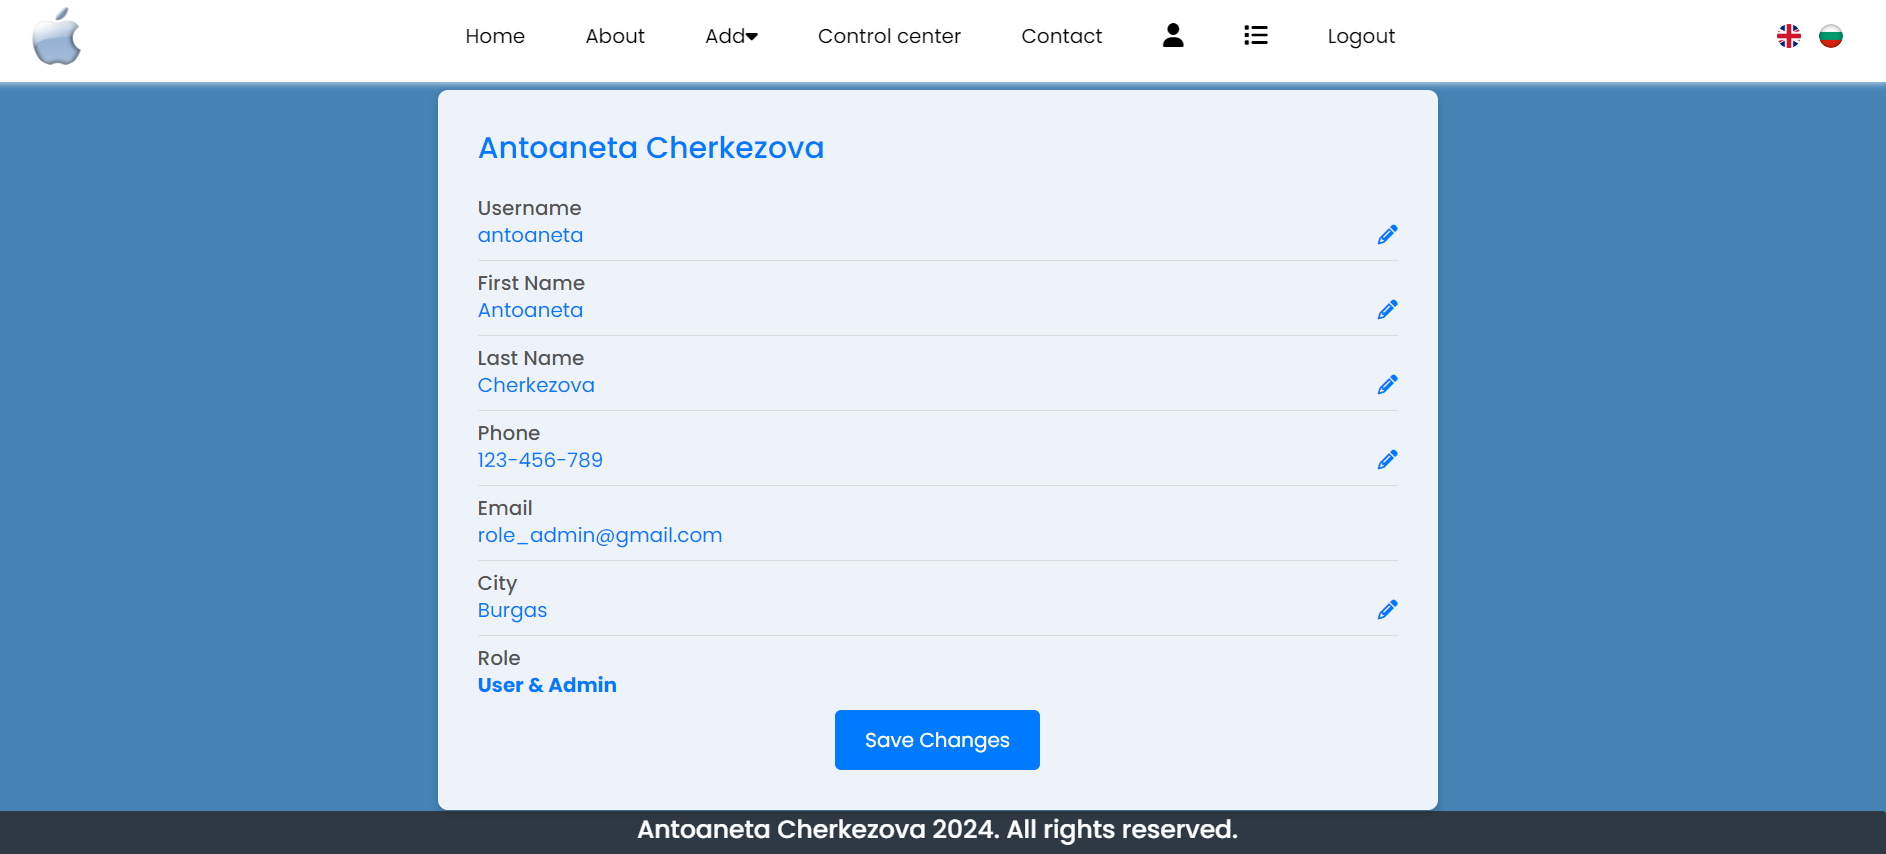 Home About Add Control center Contact Logout
Antoaneta Cherkezova
Username
antoaneta
First Name
Antoaneta
Last Name
Cherkezova
Phone
123-456-789
Email
role_admin@gmail.com
City
Burgas
Role
User & Admin
Save Changes
Antoaneta Cherkezova 2024. All rights reserved.